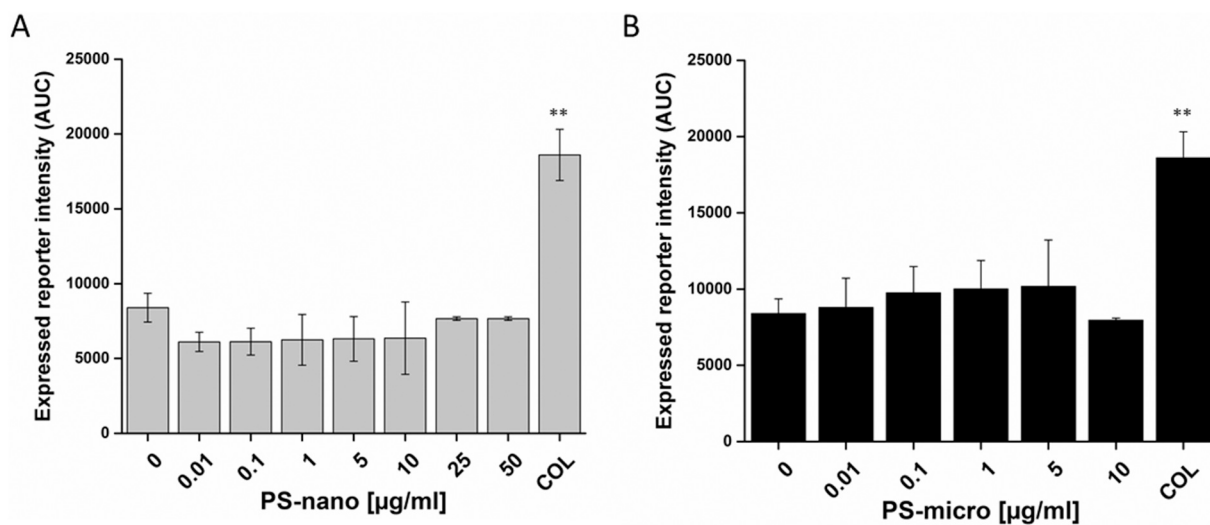 A
Expressed reporter intensity (AUC)
25000
20000
15000
10000
5000
0
**
0 0.01 0.1 1 5 10 25 50 COL
PS-nano [µg/ml]
B
Expressed reporter intensity (AUC)
25000
20000
15000
10000
5000
0
**
0 0.01 0.1 1 5 10 COL
PS-micro [µg/ml]